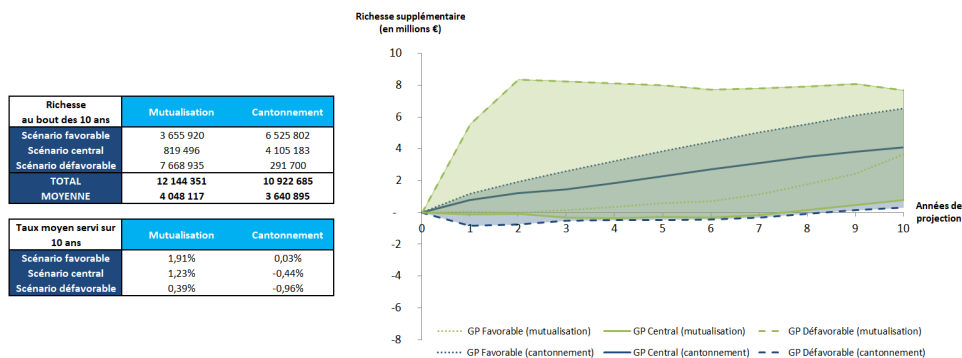 Richesse
au bout des 10 ans
Mutualisation
Cantonnement
Scénario favorable
3 655 920
6 525 802
Scénario central
819 496
4 105 183
Scénario défavorable
7 668 935
291 700
TOTAL
12 144 351
10 922 685
MOYENNE
4 048 117
3 640 895
Taux moyen servi sur
10 ans
Mutualisation
Cantonnement
Scénario favorable
1,91%
0,03%
Scénario central
1,23%
-0,44%
Scénario défavorable
0,39%
-0,96%
Richesse supplémentaire
(en millions €)
10
8
6
4
2
-
-2
-4
-6
-8
0 1 2 3 4 5 6 7 8 9 10
Années de
projection
GP Favorable (mutualisation)
GP Central (mutualisation)
GP Défavorable (mutualisation)
GP Favorable (cantonnement)
GP Central (cantonnement)
GP Défavorable (cantonnement)